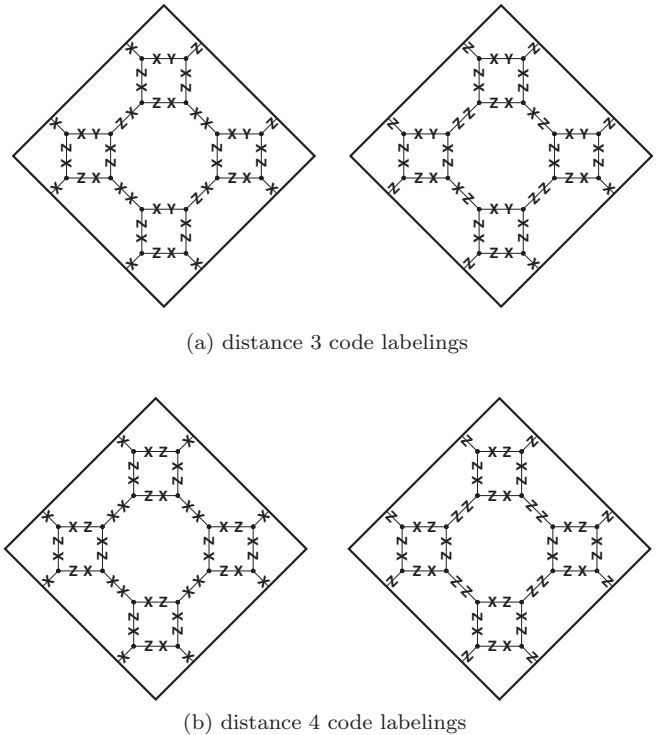 X Z Z Z
X Y X Y
Z X Z X
X Z X Z
Z X Z X
X X Z X
X Z X Z Z Z Z Z
X Y X Y X Y X Y
Z X Z X Z X Z X
X Z X Z X Z X Z
Z X Z X Z X Z X
X X X X Z X Z X
X Z Z Z
X Y X Y
Z X Z X
X Z X Z
Z X Z X
X X Z X
(a) distance 3 code labelings
X X Z Z
X Z X Z
Z X Z X
X Z X Z
Z X Z X
X X Z Z
X X X X Z Z Z Z
X Z X Z X Z X Z
Z X Z X Z X Z X
X Z X Z X Z X Z
Z X Z X Z X Z X
X X X X Z Z Z Z
X X Z Z
X Z X Z
Z X Z X
X Z X Z
Z X Z X
X X Z Z
(b) distance 4 code labelings